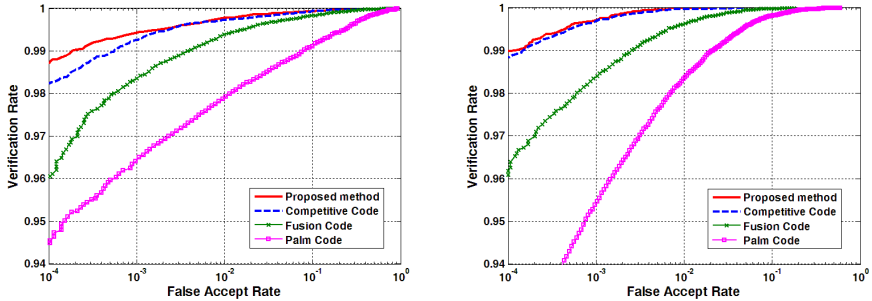 1
0.99
0.98
0.97
0.96
0.95
0.94
Verification Rate
Proposed method
Competitive Code
Fusion Code
Palm Code
10^-4
10^-3
10^-2
10^-1
10^0
False Accept Rate
1
0.99
0.98
0.97
0.96
0.95
0.94
Verification Rate
Proposed method
Competitive Code
Fusion Code
Palm Code
10^-4
10^-3
10^-2
10^-1
10^0
False Accept Rate